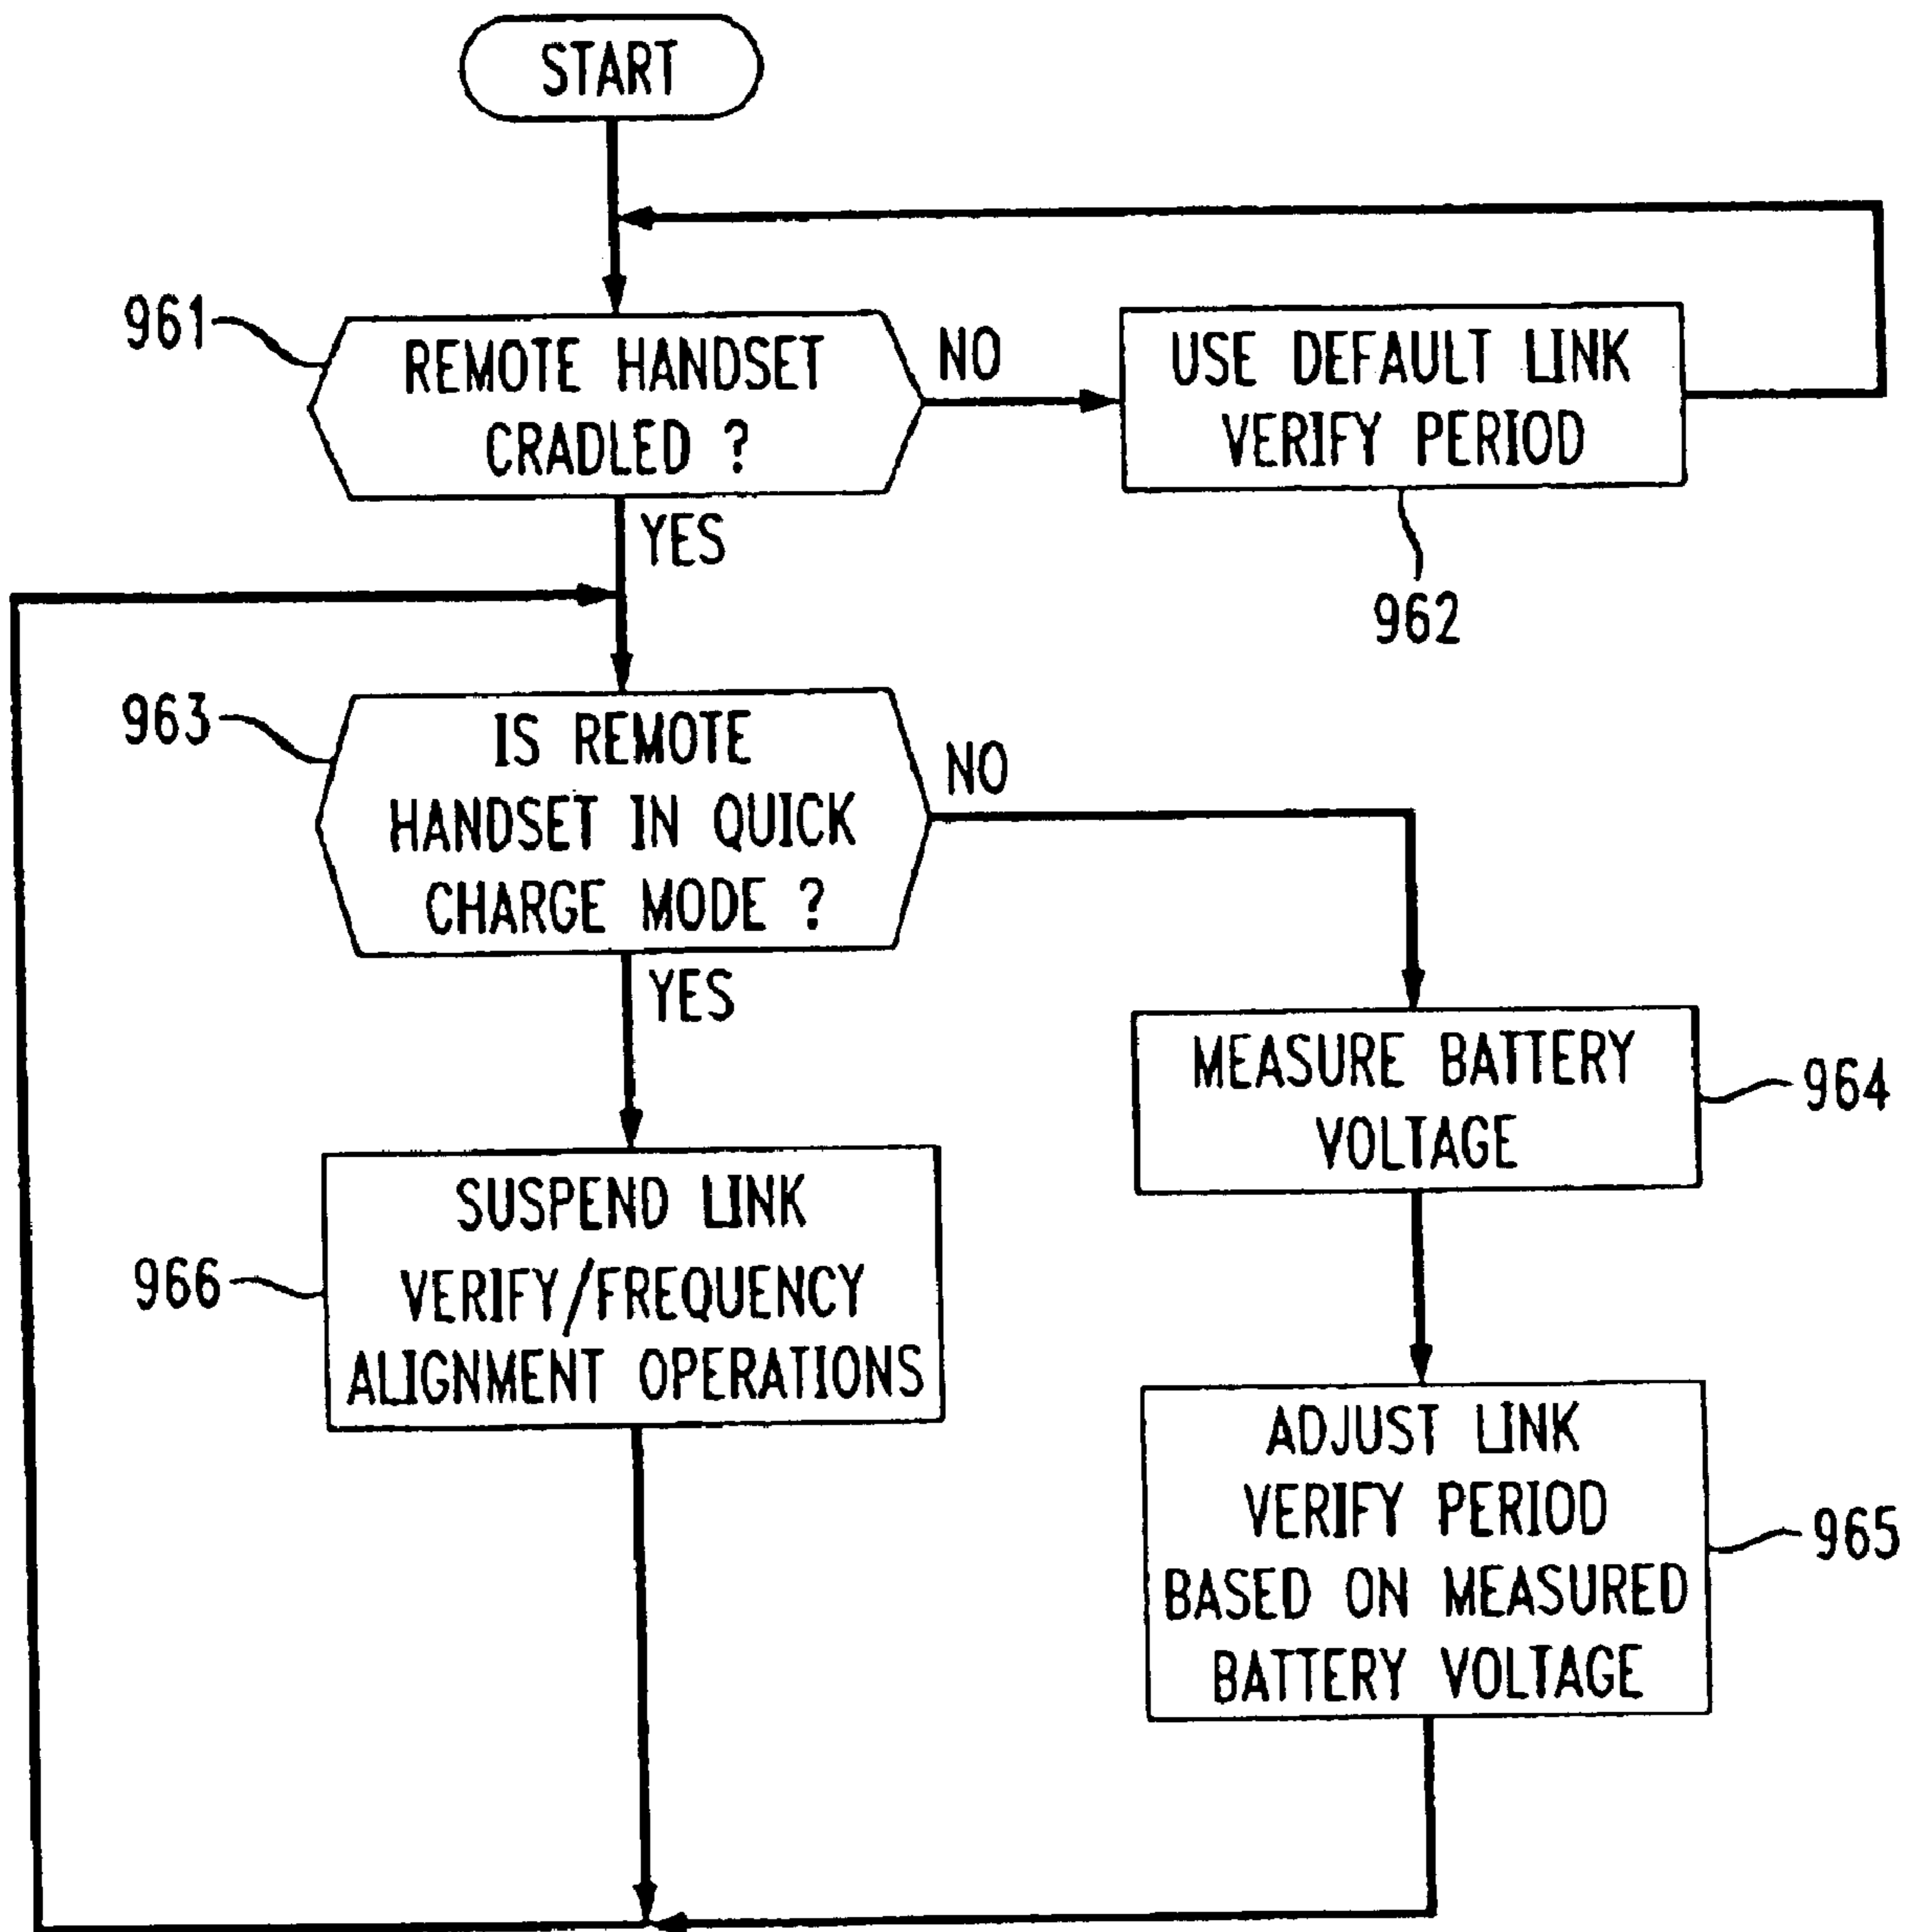 START
961
REMOTE HANDSET
CRADLED ?
NO
USE DEFAULT LINK
VERIFY PERIOD
962
YES
963
IS REMOTE
HANDSET IN QUICK
CHARGE MODE ?
NO
YES
MEASURE BATTERY
VOLTAGE
964
966
SUSPEND LINK
VERIFY/FREQUENCY
ALIGNMENT OPERATIONS
ADJUST LINK
VERIFY PERIOD
BASED ON MEASURED
BATTERY VOLTAGE
965